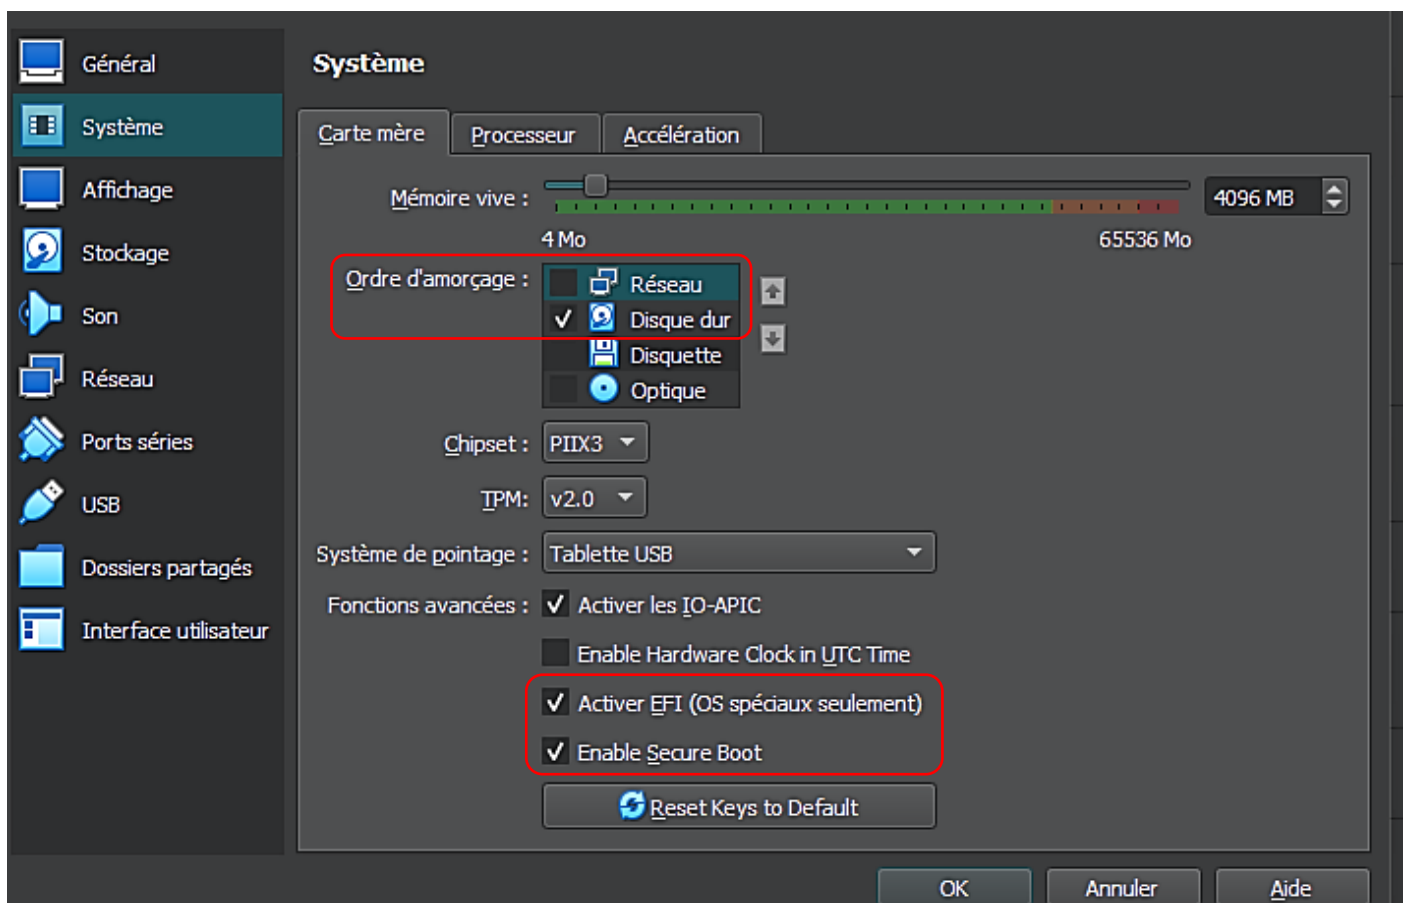 Général
Système
Affichage
Stockage
Son
Réseau
Ports séries
USB
Dossiers partagés
Interface utilisateur
Système
Carte mère Processeur Accélération
Mémoire vive : 4096 MB
4 Mo 65536 Mo
Ordre d'amorçage : Réseau
Disque dur
Disquette
Optique
Chipset : PIIX3
TPM: v2.0
Système de pointage : Tablette USB
Fonctions avancées : Activer les IO-APIC
Enable Hardware Clock in UTC Time
Activer EFI (OS spéciaux seulement)
Enable Secure Boot
Reset Keys to Default
OK Annuler Aide